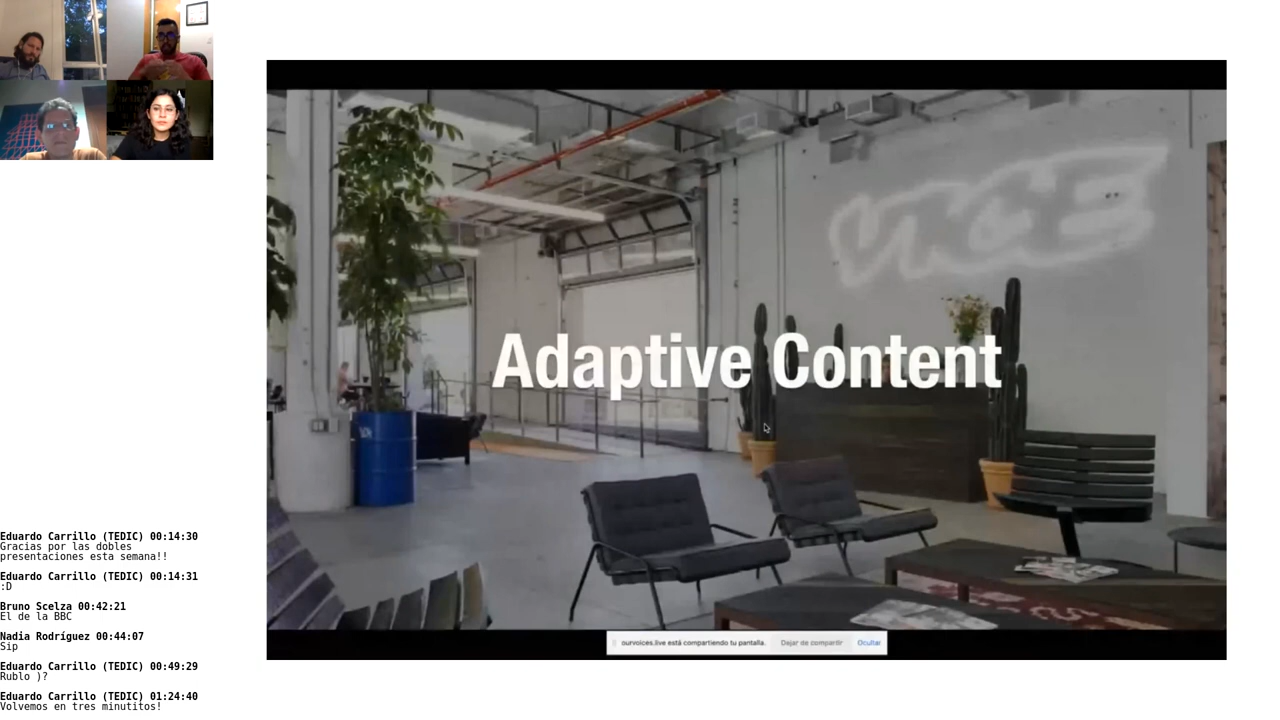 VICE
Adaptive Content
ourvoices.live está compartiendo tu pantalla. Dejar de compartir Ocultar
Eduardo Carrillo (TEDIC) 00:14:30
Gracias por las dobles
presentaciones esta semana!!
Eduardo Carrillo (TEDIC) 00:14:31
:D
Bruno Scelza 00:42:21
El de la BBC
Nadia Rodríguez 00:44:07
Sip
Eduardo Carrillo (TEDIC) 00:49:29
Rublo )?
Eduardo Carrillo (TEDIC) 01:24:40
Volvemos en tres minutitos!